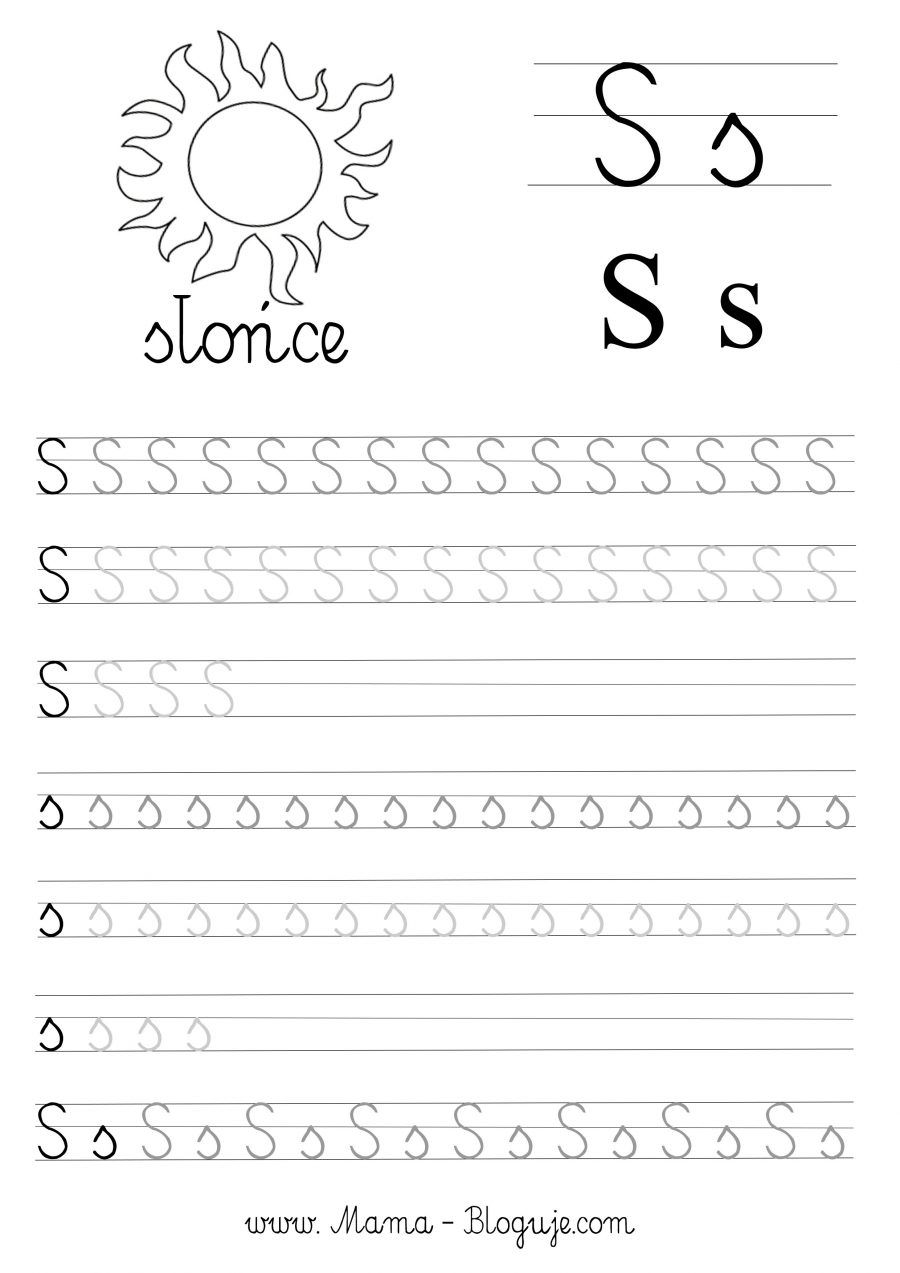 S s
S s
słońce
S S S S S S S S S S S S S S S
S S S S S S S S S S S S S S S
S S S S
s s s s s s s s s s s s s s s s s
s s s s s s s s s s s s s s s s s
s s s s
S s S s S s S s S s S s S s S s
www. Mama - Bloguje.com